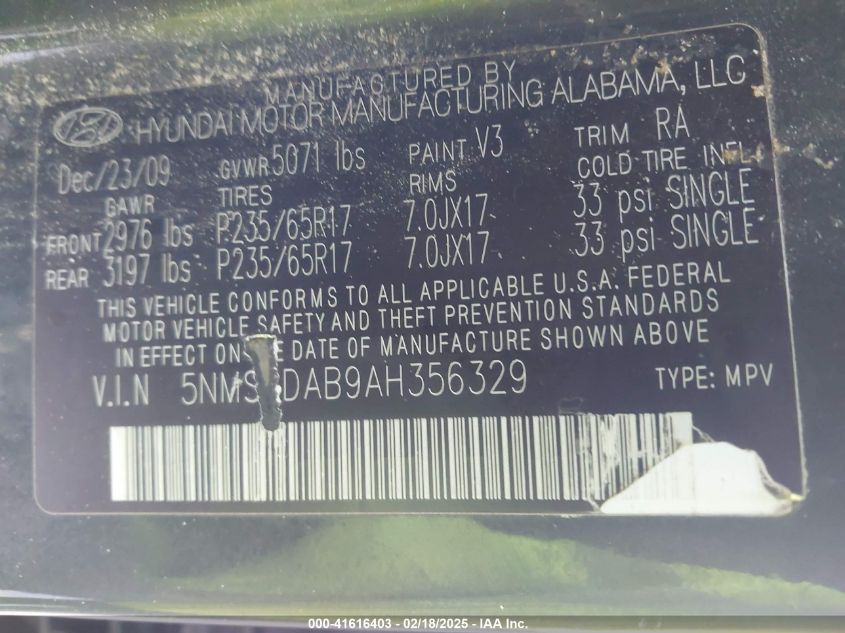 MANUFACTURED BY
HYUNDAI MOTOR MANUFACTURING ALABAMA, LLC
Dec/23/09 GVWR 5071 lbs PAINT V3 TRIM RA
GAWR TIRES RIMS COLD TIRE INFL
FRONT 2976 lbs P235/65R17 7.0JX17 33 psi SINGLE
REAR 3197 lbs P235/65R17 7.0JX17 33 psi SINGLE
THIS VEHICLE CONFORMS TO ALL APPLICABLE U.S.A. FEDERAL
MOTOR VEHICLE SAFETY AND THEFT PREVENTION STANDARDS
IN EFFECT ON DATE OF MANUFACTURE SHOWN ABOVE
V.I.N 5NMS DAB9AH356329 TYPE: MPV
000-41616403 - 02/18/2025 - IAA Inc.